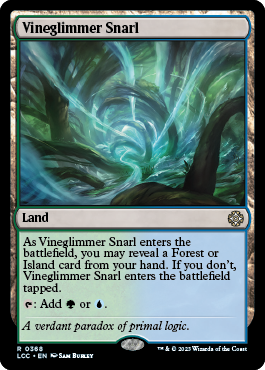 Vineglimmer Snarl
Land
As Vineglimmer Snarl enters the
battlefield, you may reveal a Forest or
Island card from your hand. If you don't,
Vineglimmer Snarl enters the battlefield
tapped.
: Add or .
A verdant paradox of primal logic.
R 0368
LCC • EN Sam Burley
™ & © 2023 Wizards of the Coast